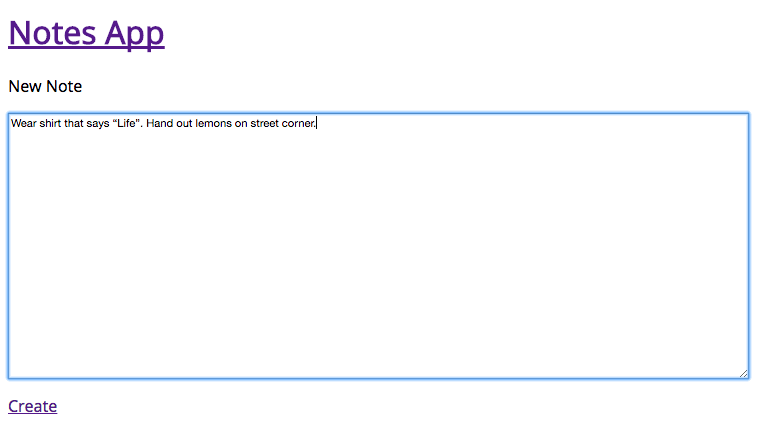 Notes App
New Note
Wear shirt that says “Life”. Hand out lemons on street corner.
Create